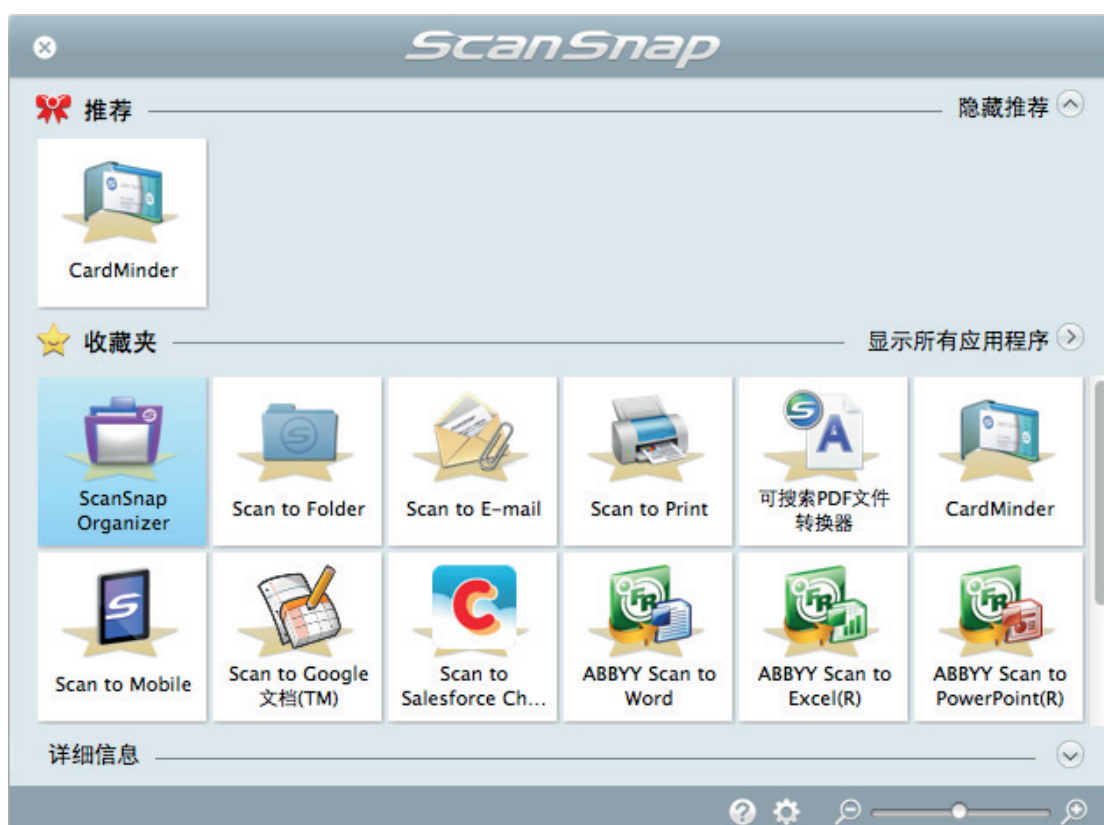 ScanSnap
推荐
隐藏推荐
CardMinder
收藏夹
显示所有应用程序
ScanSnap
Organizer
Scan to Folder
Scan to E-mail
Scan to Print
可搜索PDF文件
转换器
CardMinder
Scan to Mobile
Scan to Google
文档(TM)
Scan to
Salesforce Ch...
ABBYY Scan to
Word
ABBYY Scan to
Excel(R)
ABBYY Scan to
PowerPoint(R)
详细信息